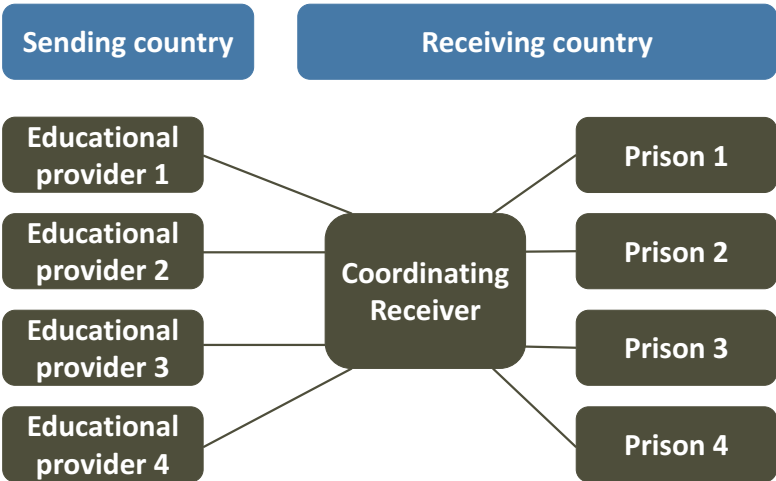 Sending country
Receiving country
Educational
provider 1
Educational
provider 2
Educational
provider 3
Educational
provider 4
Coordinating
Receiver
Prison 1
Prison 2
Prison 3
Prison 4